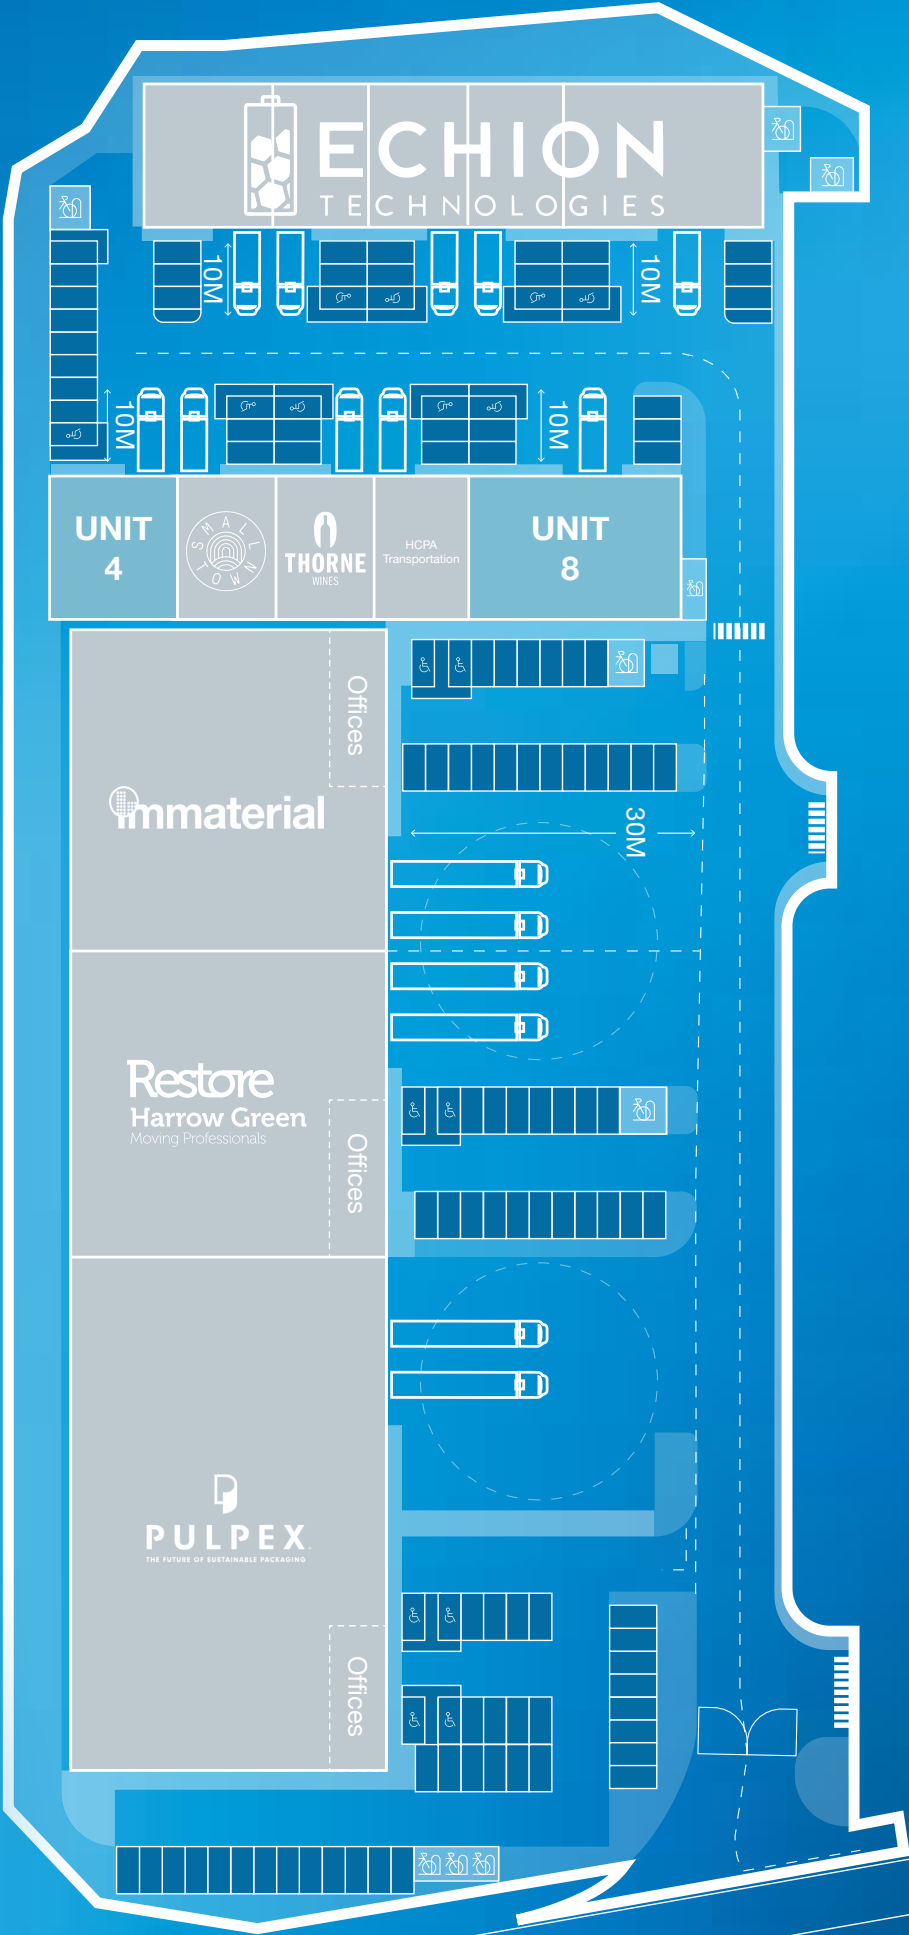 ECHION
TECHNOLOGIES
10M
10M
10M
10M
UNIT
4
SMALL
TOWN
THORNE
WINES
HCPA
Transportation
UNIT
8
Offices
immaterial
30M
Restore
Harrow Green
Moving Professionals
Offices
PULPEX
THE FUTURE OF SUSTAINABLE PACKAGING
Offices